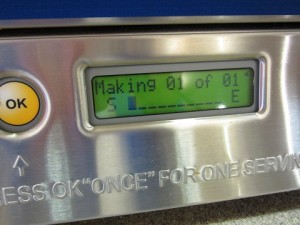 Making 01 of 01
S E
OK
ESS OK "ONCE" FOR ONE SERVIN